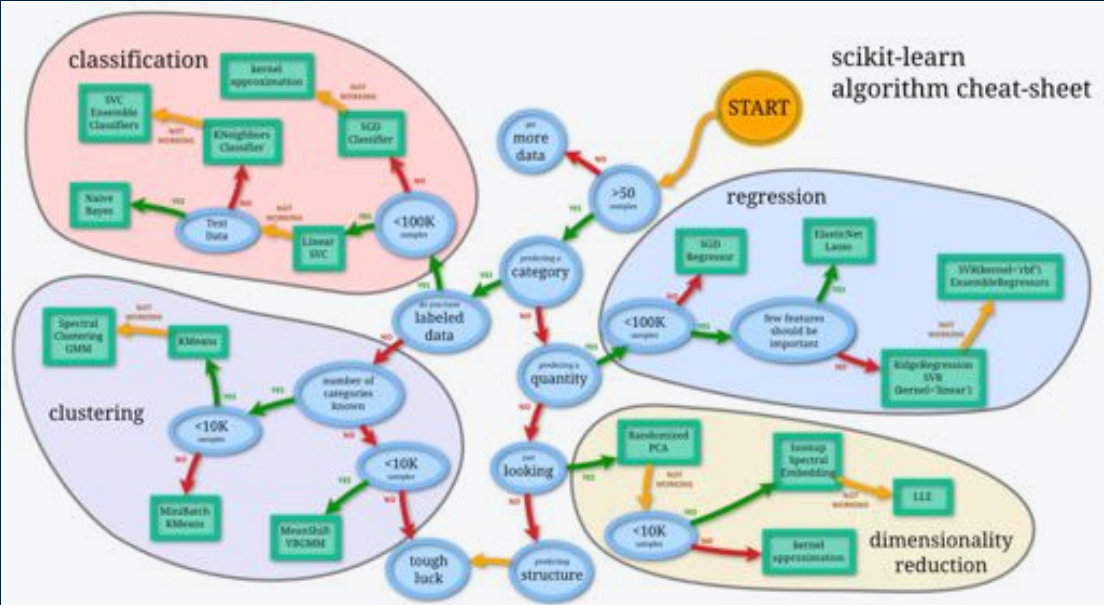 scikit-learn
algorithm cheat-sheet
START
classification
kernel
approximation
NOT
WORKING
SVC
Ensemble
Classifiers
NOT
WORKING
KNeighbors
Classifier
SGD
Classifier
NO
NO
Naive
Bayes
YES
Text
Data
NOT
WORKING
Linear
SVC
YES
<100K
samples
YES
get
more
data
NO
>50
samples
YES
predicting a
category
YES
do you have
labeled
data
NO
NO
predicting a
quantity
YES
NO
just
looking
YES
NO
predicting
structure
tough
luck
regression
SGD
Regressor
NO
<100K
samples
YES
ElasticNet
Lasso
YES
few features
should be
important
NO
SVR(kernel='rbf')
EnsembleRegressors
NOT
WORKING
RidgeRegression
SVR
(kernel='linear')
clustering
Spectral
Clustering
GMM
NOT
WORKING
KMeans
YES
<10K
samples
YES
number of
categories
known
NO
NO
MiniBatch
KMeans
<10K
samples
YES
NO
MeanShift
VBGMM
Randomized
PCA
NOT
WORKING
<10K
samples
YES
NO
Isomap
Spectral
Embedding
NOT
WORKING
LLE
kernel
approximation
dimensionality
reduction